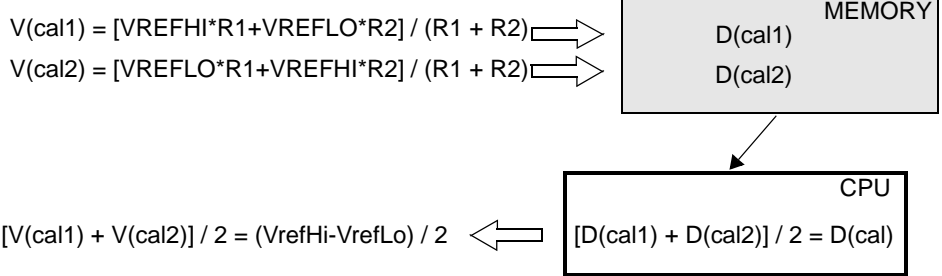 MEMORY
V(cal1) = [VREFHI*R1+VREFLO*R2] / (R1 + R2)
D(cal1)
V(cal2) = [VREFLO*R1+VREFHI*R2] / (R1 + R2)
D(cal2)
CPU
[V(cal1) + V(cal2)] / 2 = (VrefHi-VrefLo) / 2
[D(cal1) + D(cal2)] / 2 = D(cal)